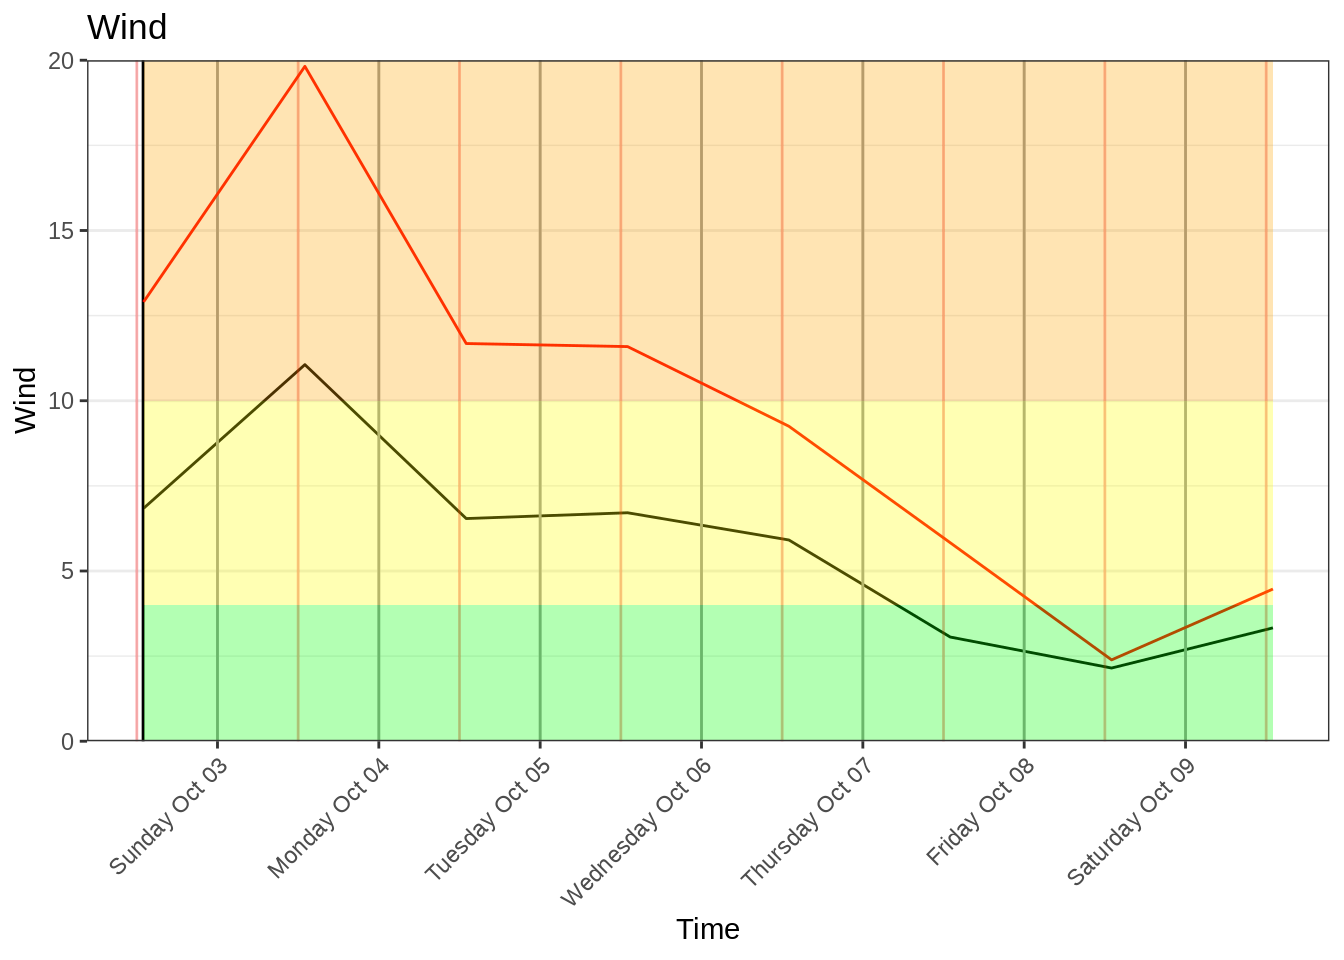 Wind
20
15
10
5
0
Wind
Sunday Oct 03
Monday Oct 04
Tuesday Oct 05
Wednesday Oct 06
Thursday Oct 07
Friday Oct 08
Saturday Oct 09
Time